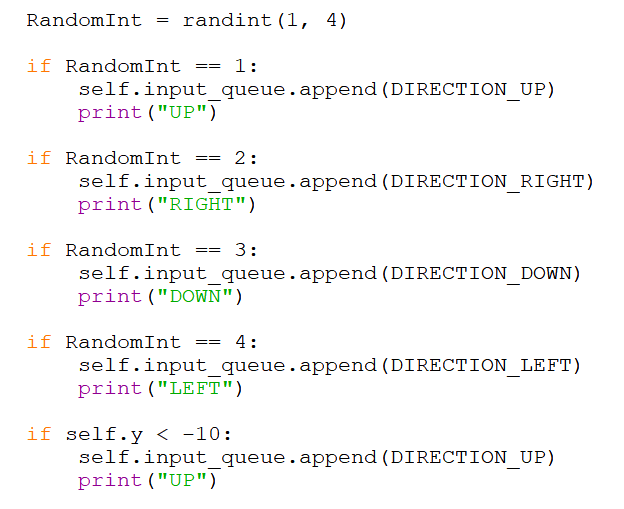 RandomInt = randint(1, 4)
if RandomInt == 1:
    self.input_queue.append(DIRECTION_UP)
    print("UP")
if RandomInt == 2:
    self.input_queue.append(DIRECTION_RIGHT)
    print("RIGHT")
if RandomInt == 3:
    self.input_queue.append(DIRECTION_DOWN)
    print("DOWN")
if RandomInt == 4:
    self.input_queue.append(DIRECTION_LEFT)
    print("LEFT")
if self.y < -10:
    self.input_queue.append(DIRECTION_UP)
    print("UP")